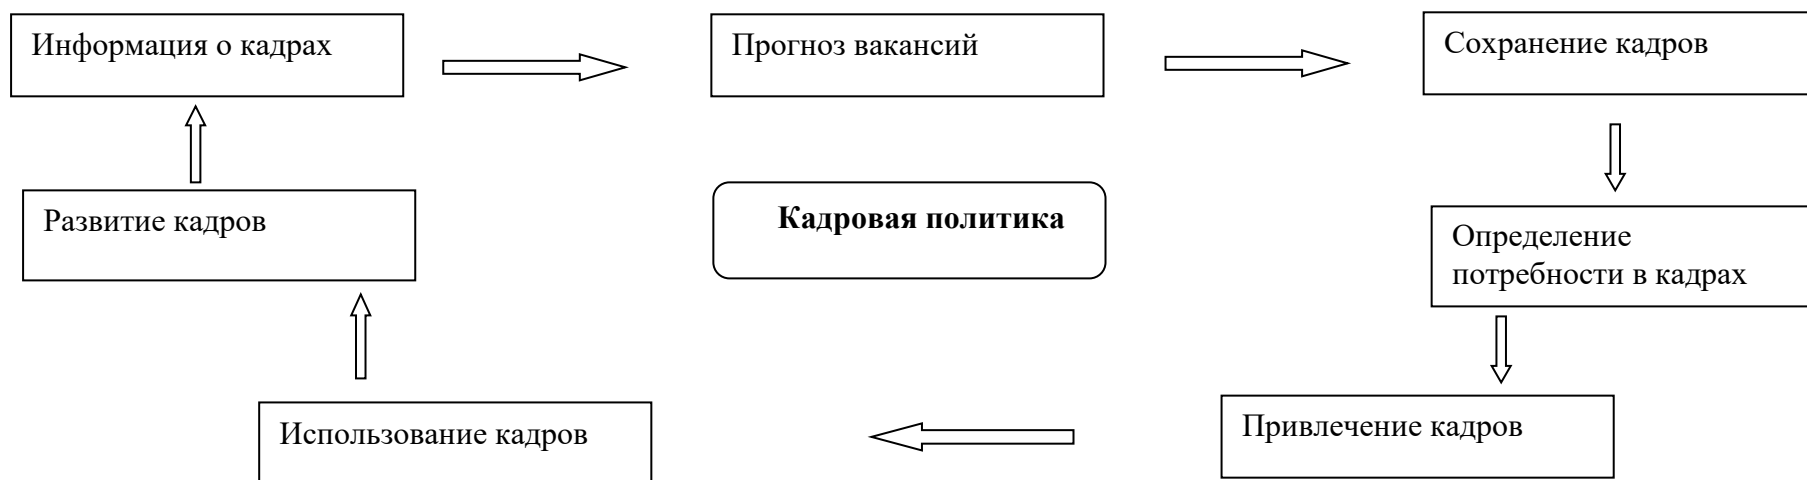 Информация о кадрах
Прогноз вакансий
Сохранение кадров
Развитие кадров
Кадровая политика
Определение
потребности в кадрах
Использование кадров
Привлечение кадров